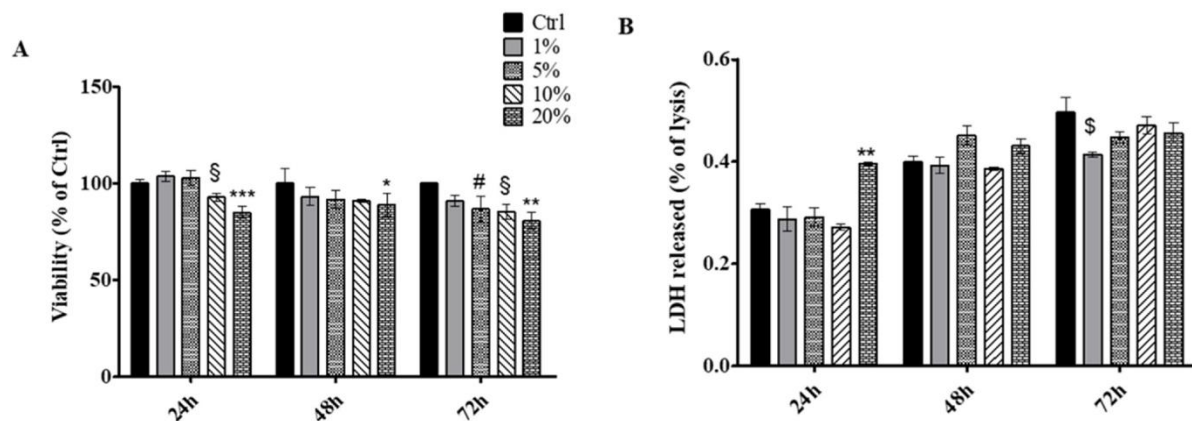 A
Ctrl
1%
5%
10%
20%
Viability (% of Ctrl)
150
100
50
0
§
***
*
#
§
**
24h
48h
72h
B
LDH released (% of lysis)
0.6
0.4
0.2
0.0
**
$
24h
48h
72h